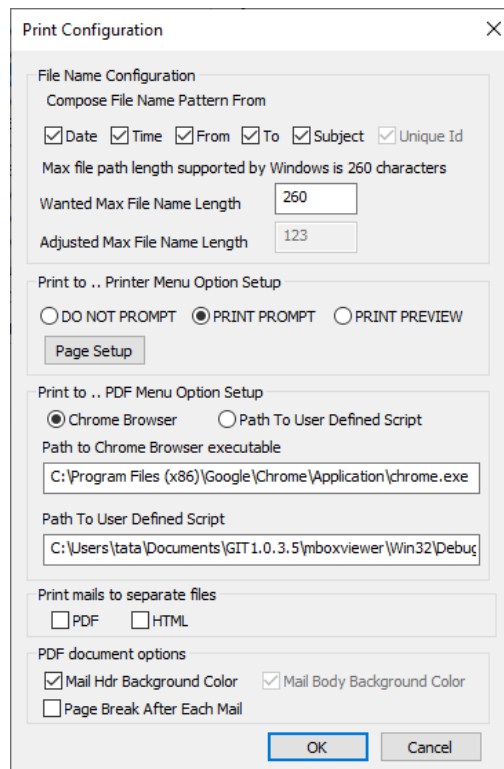 Print Configuration
File Name Configuration
Compose File Name Pattern From
Date Time From To Subject Unique Id
Max file path length supported by Windows is 260 characters
Wanted Max File Name Length 260
Adjusted Max File Name Length 123
Print to .. Printer Menu Option Setup
DO NOT PROMPT PRINT PROMPT PRINT PREVIEW
Page Setup
Print to .. PDF Menu Option Setup
Chrome Browser Path To User Defined Script
Path to Chrome Browser executable
C:\Program Files (x86)\Google\Chrome\Application\chrome.exe
Path To User Defined Script
C:\Users\tata\Documents\GIT1.0.3.5\mboxviewer\Win32\Debug
Print mails to separate files
PDF HTML
PDF document options
Mail Hdr Background Color Mail Body Background Color
Page Break After Each Mail
OK Cancel